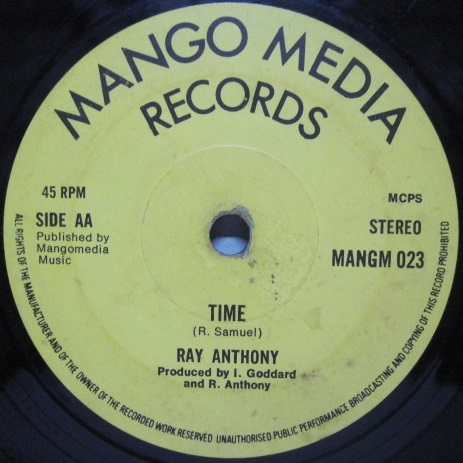 MANGO MEDIA
RECORDS
45 RPM
MCPS
SIDE AA
STEREO
Published by
Mangomedia
Music
MANGM 023
TIME
(R. Samuel)
RAY ANTHONY
Produced by I. Goddard
and R. Anthony
ALL RIGHTS OF THE MANUFACTURER AND OF THE OWNER OF THE RECORDED WORK RESERVED UNAUTHORISED PUBLIC PERFORMANCE BROADCASTING AND COPYING OF THIS RECORD PROHIBITED